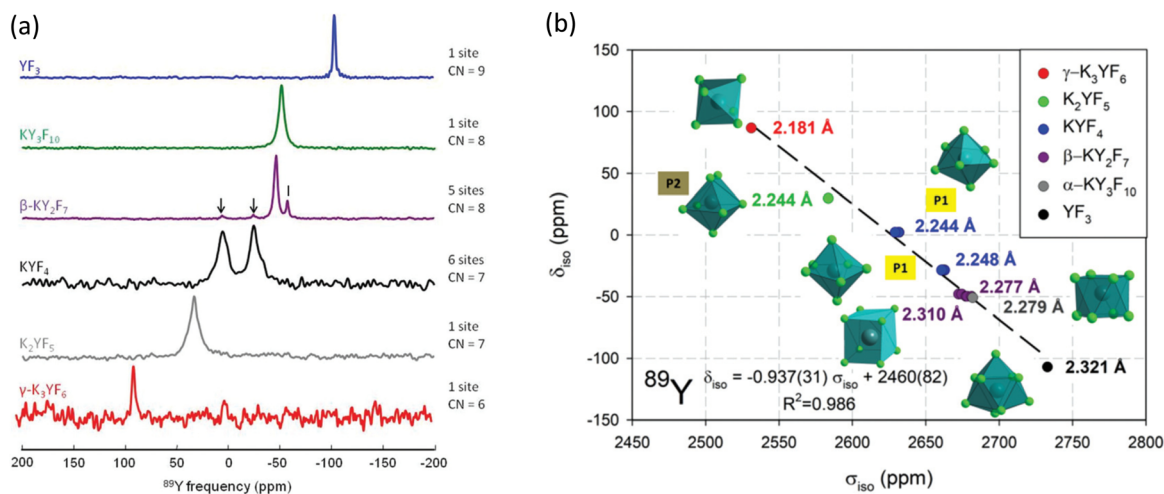 (a)
YF3
1 site
CN = 9
KY3F10
1 site
CN = 8
β-KY2F7
5 sites
CN = 8
KYF4
6 sites
CN = 7
K2YF5
1 site
CN = 7
γ-K3YF6
1 site
CN = 6
200 150 100 50 0 -50 -100 -150 -200
89Y frequency (ppm)
(b)
δiso (ppm)
150
100
50
0
-50
-100
-150
2450 2500 2550 2600 2650 2700 2750 2800
σiso (ppm)
γ–K3YF6
K2YF5
KYF4
β–KY2F7
α–KY3F10
YF3
2.181 Å
P2
2.244 Å
P1
2.244 Å
P1
2.248 Å
2.277 Å
2.310 Å
2.279 Å
2.321 Å
89Y
δiso = -0.937(31) σiso + 2460(82)
R2=0.986